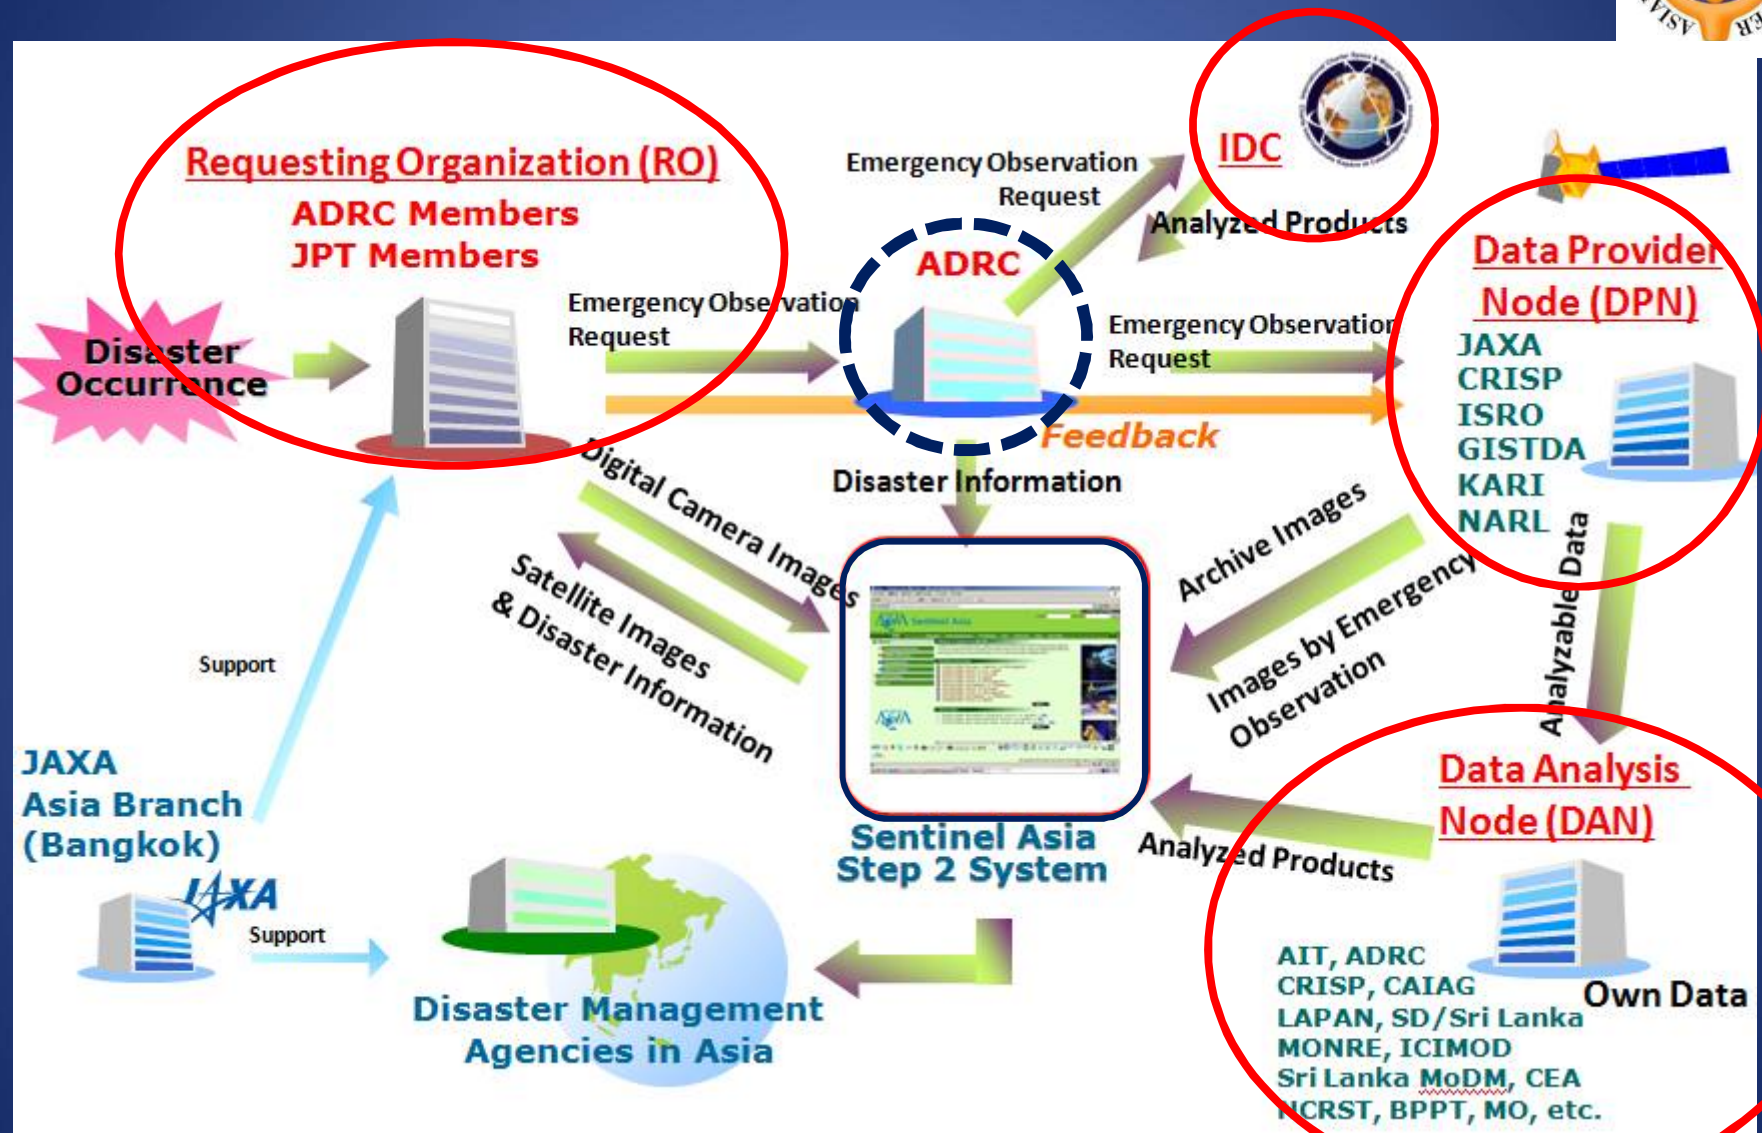 Requesting Organization (RO)
ADRC Members
JPT Members
Disaster
Occurrence
Emergency Observation
Request
ADRC
Emergency Observation
Request
IDC
Analyzed Products
Emergency Observation
Request
Feedback
Data Provider
Node (DPN)
JAXA
CRISP
ISRO
GISTDA
KARI
NARL
Disaster Information
Digital Camera Images
Satellite Images
& Disaster Information
Archive Images
Images by Emergency
Observation
Analyzable Data
Support
JAXA
Asia Branch
(Bangkok)
JAXA
Support
Sentinel Asia
Sentinel Asia
Step 2 System
Analyzed Products
Data Analysis
Node (DAN)
AIT, ADRC
CRISP, CAIAG
LAPAN, SD/Sri Lanka
MONRE, ICIMOD
Sri Lanka MoDM, CEA
NCRST, BPPT, MO, etc.
Own Data
Disaster Management
Agencies in Asia